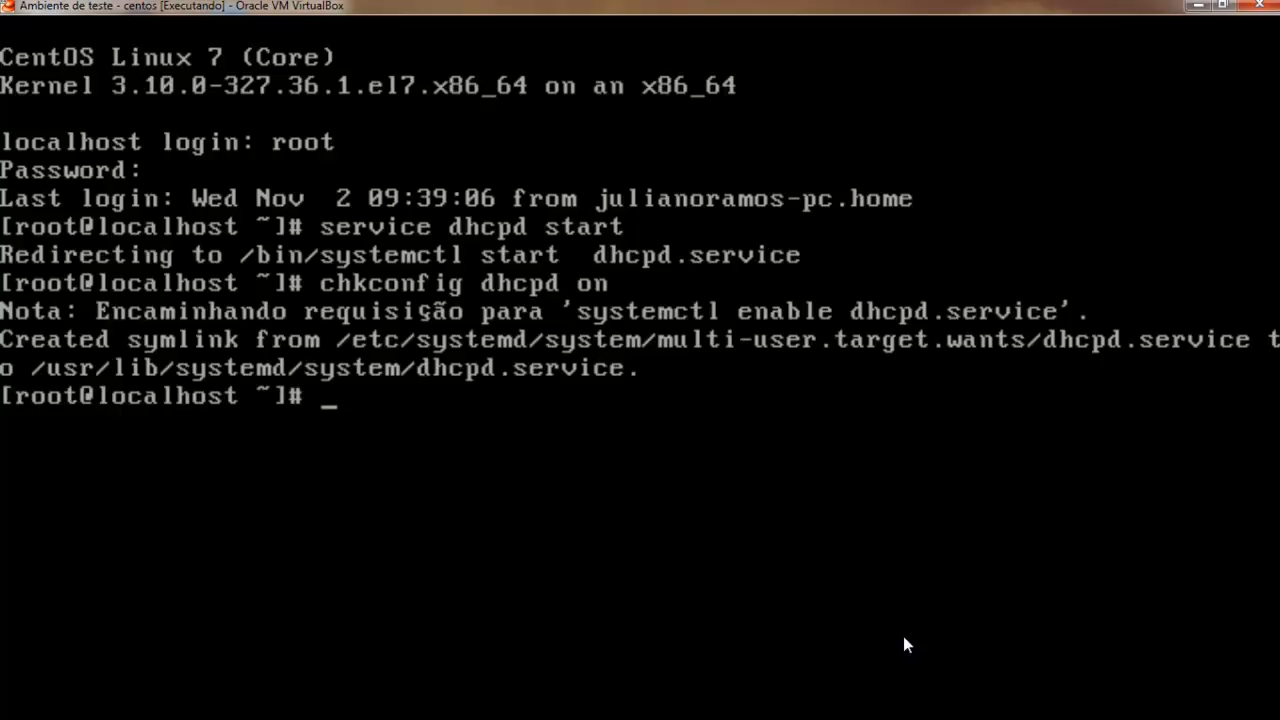 Ambiente de teste - centos [Executando] - Oracle VM VirtualBox
CentOS Linux 7 (Core)
Kernel 3.10.0-327.36.1.el7.x86_64 on an x86_64
localhost login: root
Password:
Last login: Wed Nov  2 09:39:06 from julianoramos-pc.home
[root@localhost ~]# service dhcpd start
Redirecting to /bin/systemctl start  dhcpd.service
[root@localhost ~]# chkconfig dhcpd on
Nota: Encaminhando requisição para 'systemctl enable dhcpd.service'.
Created symlink from /etc/systemd/system/multi-user.target.wants/dhcpd.service t
o /usr/lib/systemd/system/dhcpd.service.
[root@localhost ~]# _